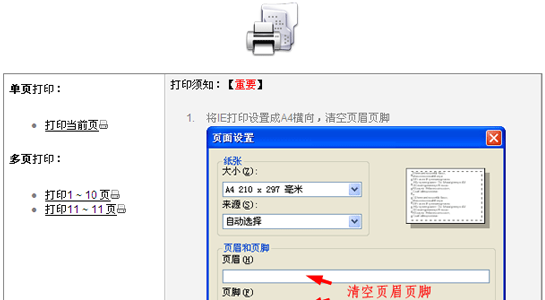 单页打印：
打印当前页
多页打印：
打印1 ~ 10 页
打印11 ~ 11 页
打印须知：【重要】
1. 将IE打印设置成A4横向，清空页眉页脚
页面设置
纸张
大小(Z):
A4 210 x 297 毫米
来源(S):
自动选择
页眉和页脚
页眉(H)
清空页眉页脚
页脚(F)